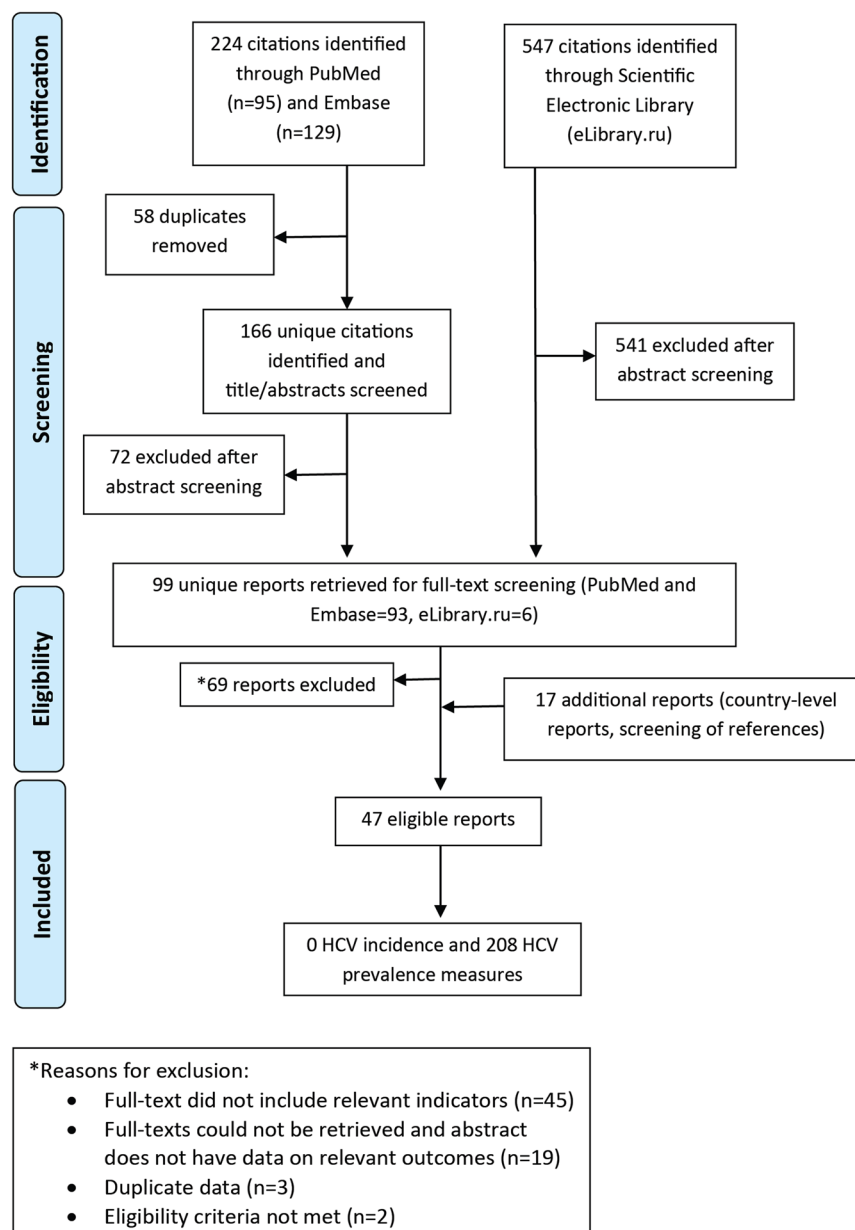 Identification
224 citations identified
through PubMed
(n=95) and Embase
(n=129)
547 citations identified
through Scientific
Electronic Library
(eLibrary.ru)
Screening
58 duplicates
removed
166 unique citations
identified and
title/abstracts screened
541 excluded after
abstract screening
72 excluded after
abstract screening
99 unique reports retrieved for full-text screening (PubMed and
Embase=93, eLibrary.ru=6)
Eligibility
*69 reports excluded
17 additional reports (country-level
reports, screening of references)
Included
47 eligible reports
0 HCV incidence and 208 HCV
prevalence measures
*Reasons for exclusion:
• Full-text did not include relevant indicators (n=45)
• Full-texts could not be retrieved and abstract
does not have data on relevant outcomes (n=19)
• Duplicate data (n=3)
• Eligibility criteria not met (n=2)